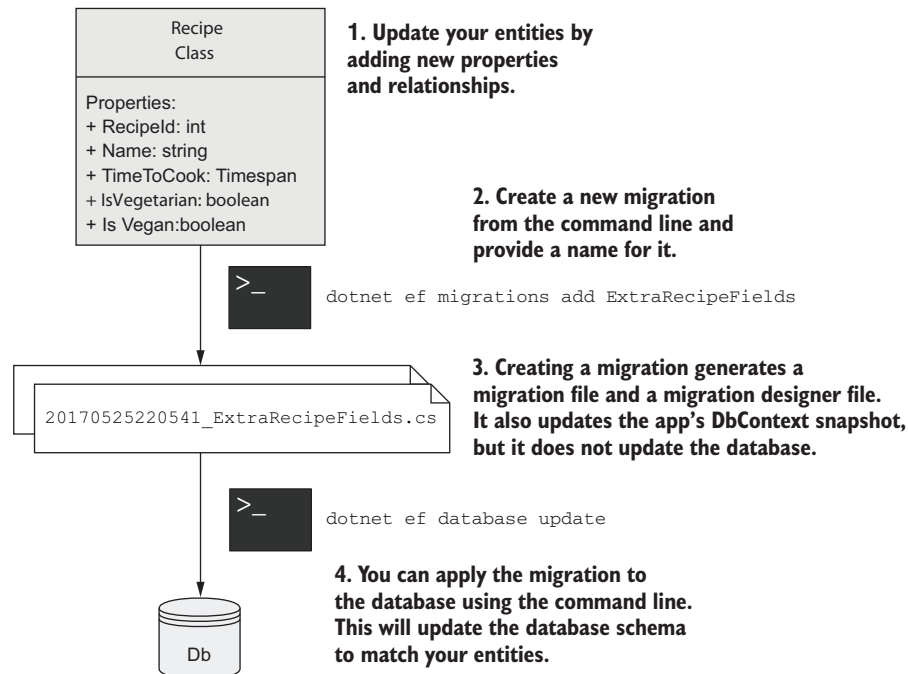 Recipe
Class
Properties:
+ RecipeId: int
+ Name: string
+ TimeToCook: Timespan
+ IsVegetarian: boolean
+ Is Vegan:boolean
1. Update your entities by
adding new properties
and relationships.
2. Create a new migration
from the command line and
provide a name for it.
>_
dotnet ef migrations add ExtraRecipeFields
20170525220541_ExtraRecipeFields.cs
3. Creating a migration generates a
migration file and a migration designer file.
It also updates the app's DbContext snapshot,
but it does not update the database.
>_
dotnet ef database update
4. You can apply the migration to
the database using the command line.
This will update the database schema
to match your entities.
Db